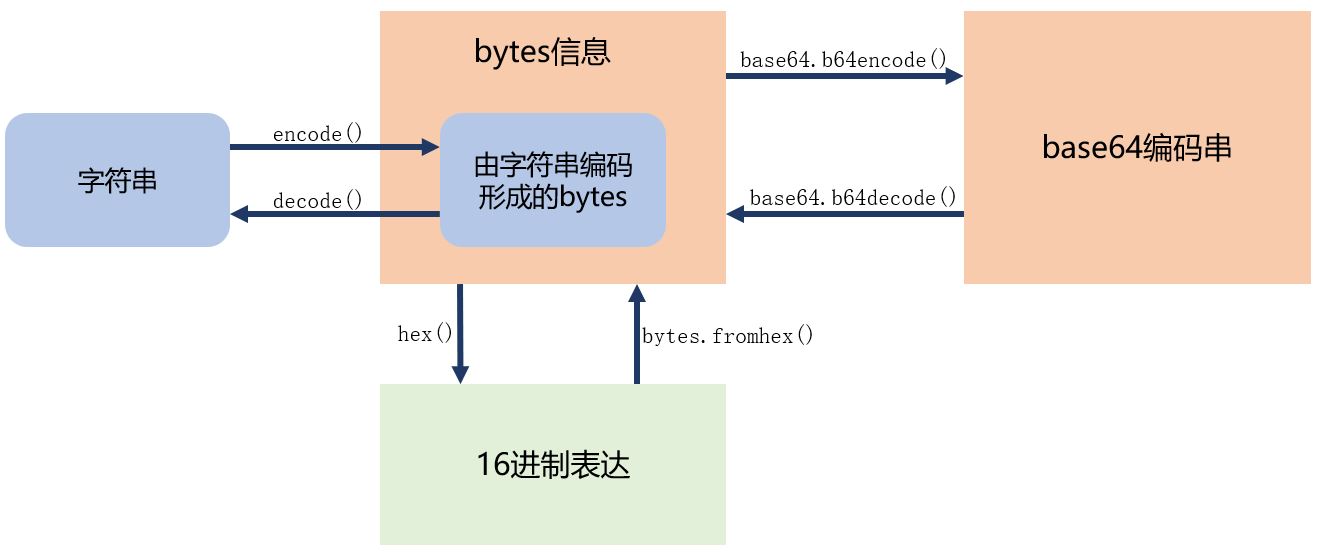 bytes信息
base64.b64encode()
encode()
字符串
由字符串编码
形成的bytes
base64编码串
decode()
base64.b64decode()
hex()
bytes.fromhex()
16进制表达